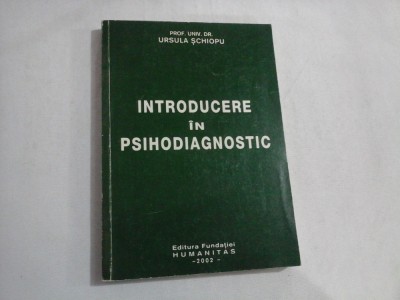 PROF. UNIV. DR.
URSULA ŞCHIOPU
INTRODUCERE
ÎN
PSIHODIAGNOSTIC
Editura Fundaţiei
HUMANITAS
-2002-